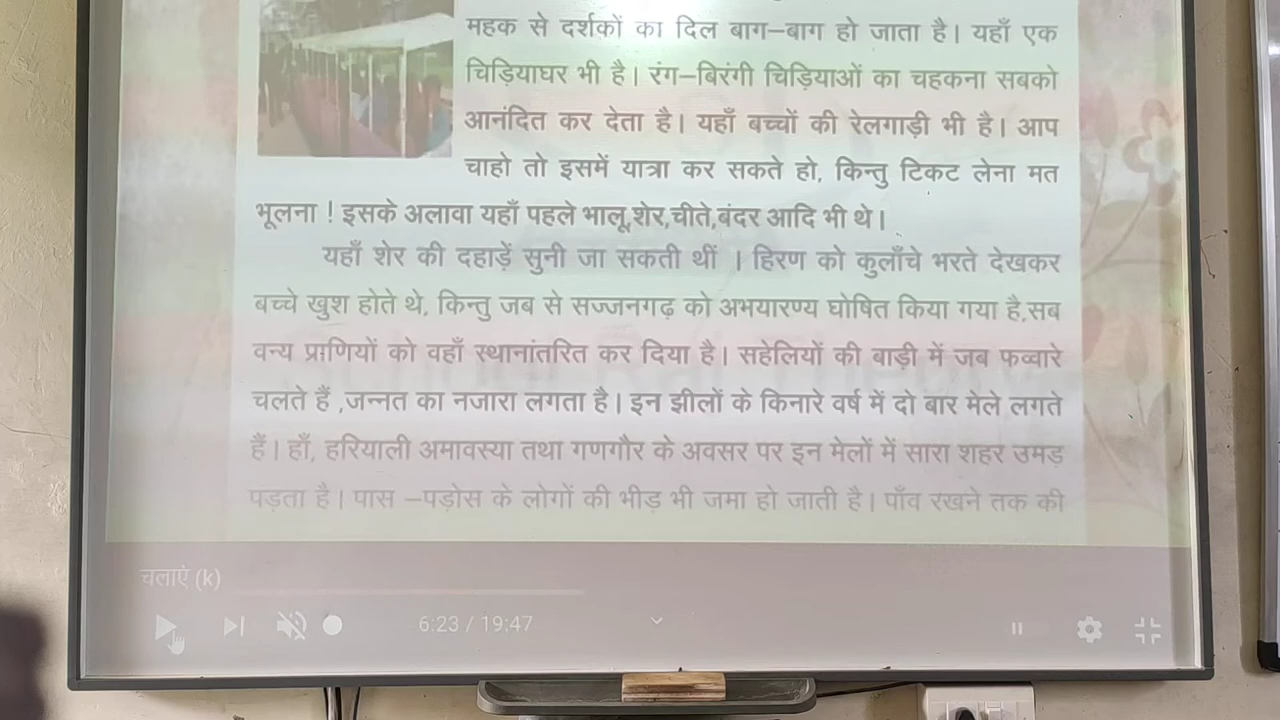 महक से दर्शकों का दिल बाग–बाग हो जाता है। यहाँ एक
चिड़ियाघर भी है। रंग–बिरंगी चिड़ियाओं का चहकना सबको
आनंदित कर देता है। यहाँ बच्चों की रेलगाड़ी भी है। आप
चाहो तो इसमें यात्रा कर सकते हो, किन्तु टिकट लेना मत
भूलना ! इसके अलावा यहाँ पहले भालू,शेर,चीते,बंदर आदि भी थे।
यहाँ शेर की दहाड़ें सुनी जा सकती थीं । हिरण को कुलाँचे भरते देखकर
बच्चे खुश होते थे, किन्तु जब से सज्जनगढ़ को अभयारण्य घोषित किया गया है,सब
वन्य प्राणियों को वहाँ स्थानांतरित कर दिया है। सहेलियों की बाड़ी में जब फव्वारे
चलते हैं ,जन्नत का नजारा लगता है। इन झीलों के किनारे वर्ष में दो बार मेले लगते
हैं। हाँ, हरियाली अमावस्या तथा गणगौर के अवसर पर इन मेलों में सारा शहर उमड़
पड़ता है। पास –पड़ोस के लोगों की भीड़ भी जमा हो जाती है। पाँव रखने तक की
चलाएं (k)
6:23 / 19:47